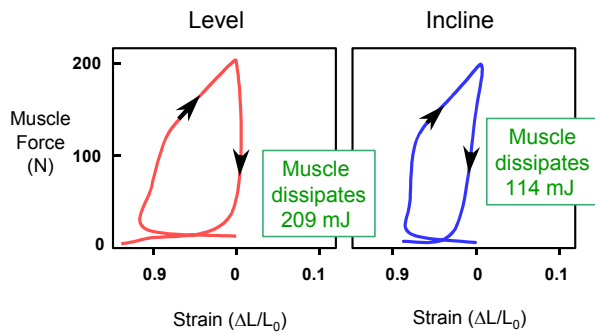 Level
Incline
Muscle
Force
(N)
200
100
0
Muscle
dissipates
209 mJ
Muscle
dissipates
114 mJ
0.9
0
0.1
0.9
0
0.1
Strain (ΔL/L₀)
Strain (ΔL/L₀)